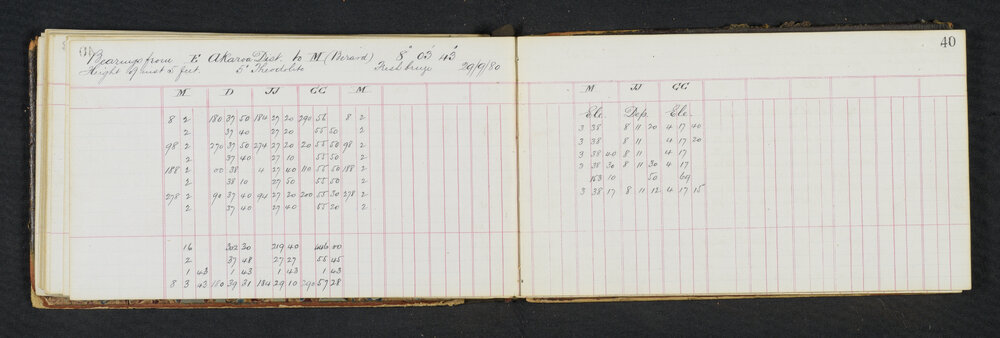 Bearings from E Akaroa Dist. to M (Berard) 8° 03' 43"
Height of inst 5 feet. 5" Theodolite 29/9/80
M D JJ GG M
8 2 180 37 50 184 27 20 290 55 8 2
2 37 40 27 20 55 50 2
98 2 270 37 50 274 27 20 20 55 50 98 2
2 37 40 27 10 55 50 2
188 2 00 38 4 27 40 110 55 50 188 2
2 38 10 27 50 55 50 2
278 2 90 37 40 94 27 20 200 55 30 278 2
2 37 40 27 40 55 20 2
16 302 30 219 40 446 00
2 37 48 27 27 55 45
1 43 1 43 1 43 1 43
8 3 43 180 39 31 184 29 10 290 57 28
40
M JJ GG
Ele. Dep. Ele.
3 38 8 11 20 4 17 40
3 38 8 11 4 17 20
3 38 40 8 11 4 17
3 38 30 8 11 30 4 17
153 10 50 69
3 38 17 8 11 12 4 17 15